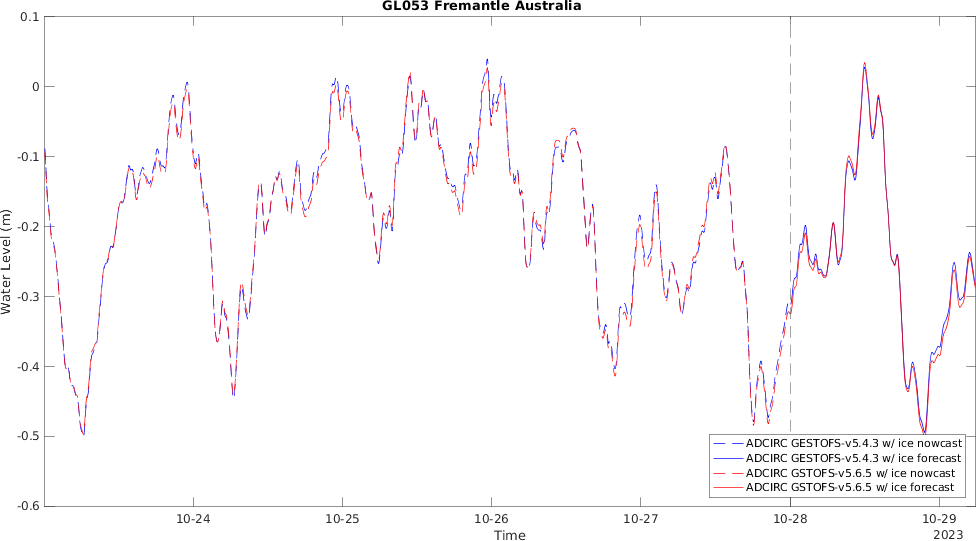 GL053 Fremantle Australia
0.1
0
-0.1
-0.2
-0.3
-0.4
-0.5
-0.6
Water Level (m)
10-24
10-25
10-26
10-27
10-28
10-29
2023
Time
ADCIRC GESTOFS-v5.4.3 w/ ice nowcast
ADCIRC GESTOFS-v5.4.3 w/ ice forecast
ADCIRC GSTOFS-v5.6.5 w/ ice nowcast
ADCIRC GSTOFS-v5.6.5 w/ ice forecast